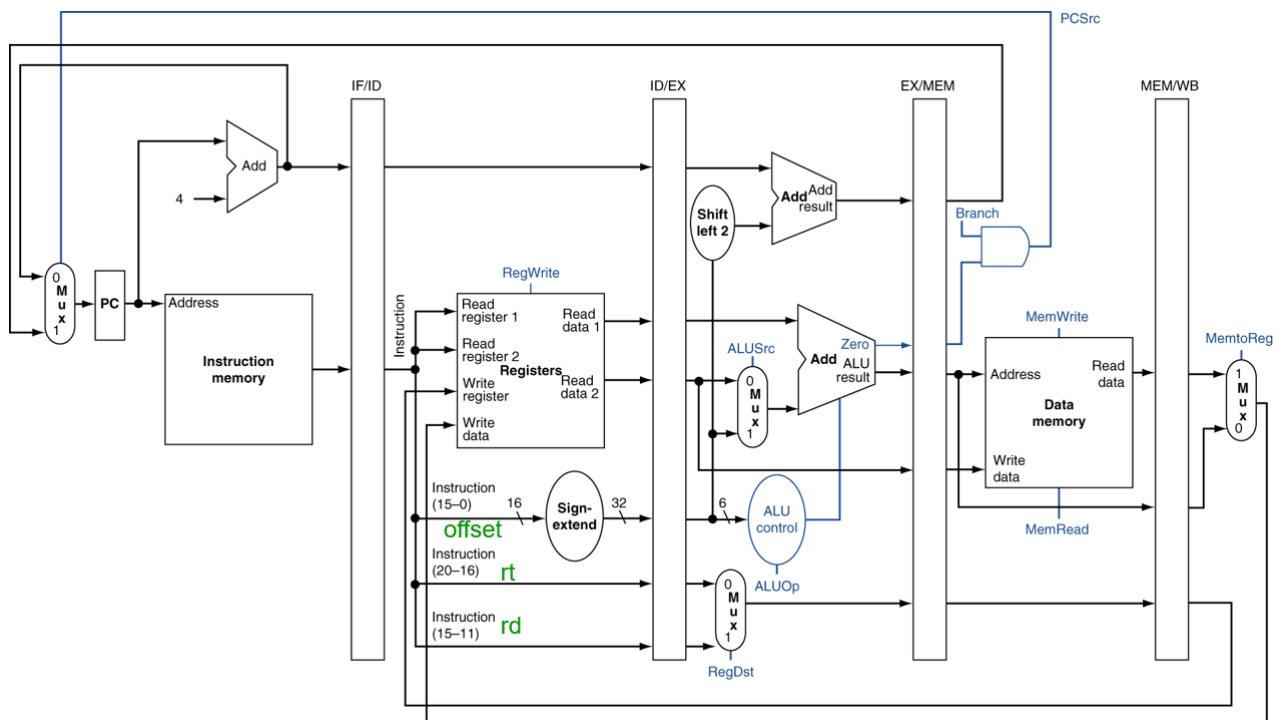 PCSrc
IF/ID
ID/EX
EX/MEM
MEM/WB
Add
4
Shift
left 2
Add
Add
result
Branch
0
M
u
x
1
PC
Address
Instruction
memory
Instruction
RegWrite
Read
register 1
Read
register 2
Registers
Write
register
Write
data
Read
data 1
Read
data 2
ALUSrc
0
M
u
x
1
Zero
Add
ALU
result
MemWrite
Address
Read
data
Data
memory
Write
data
MemRead
MemtoReg
1
M
u
x
0
Instruction
(15–0)
offset
16
Sign-
extend
32
6
ALU
control
ALUOp
Instruction
(20–16)
rt
Instruction
(15–11)
rd
0
M
u
x
1
RegDst